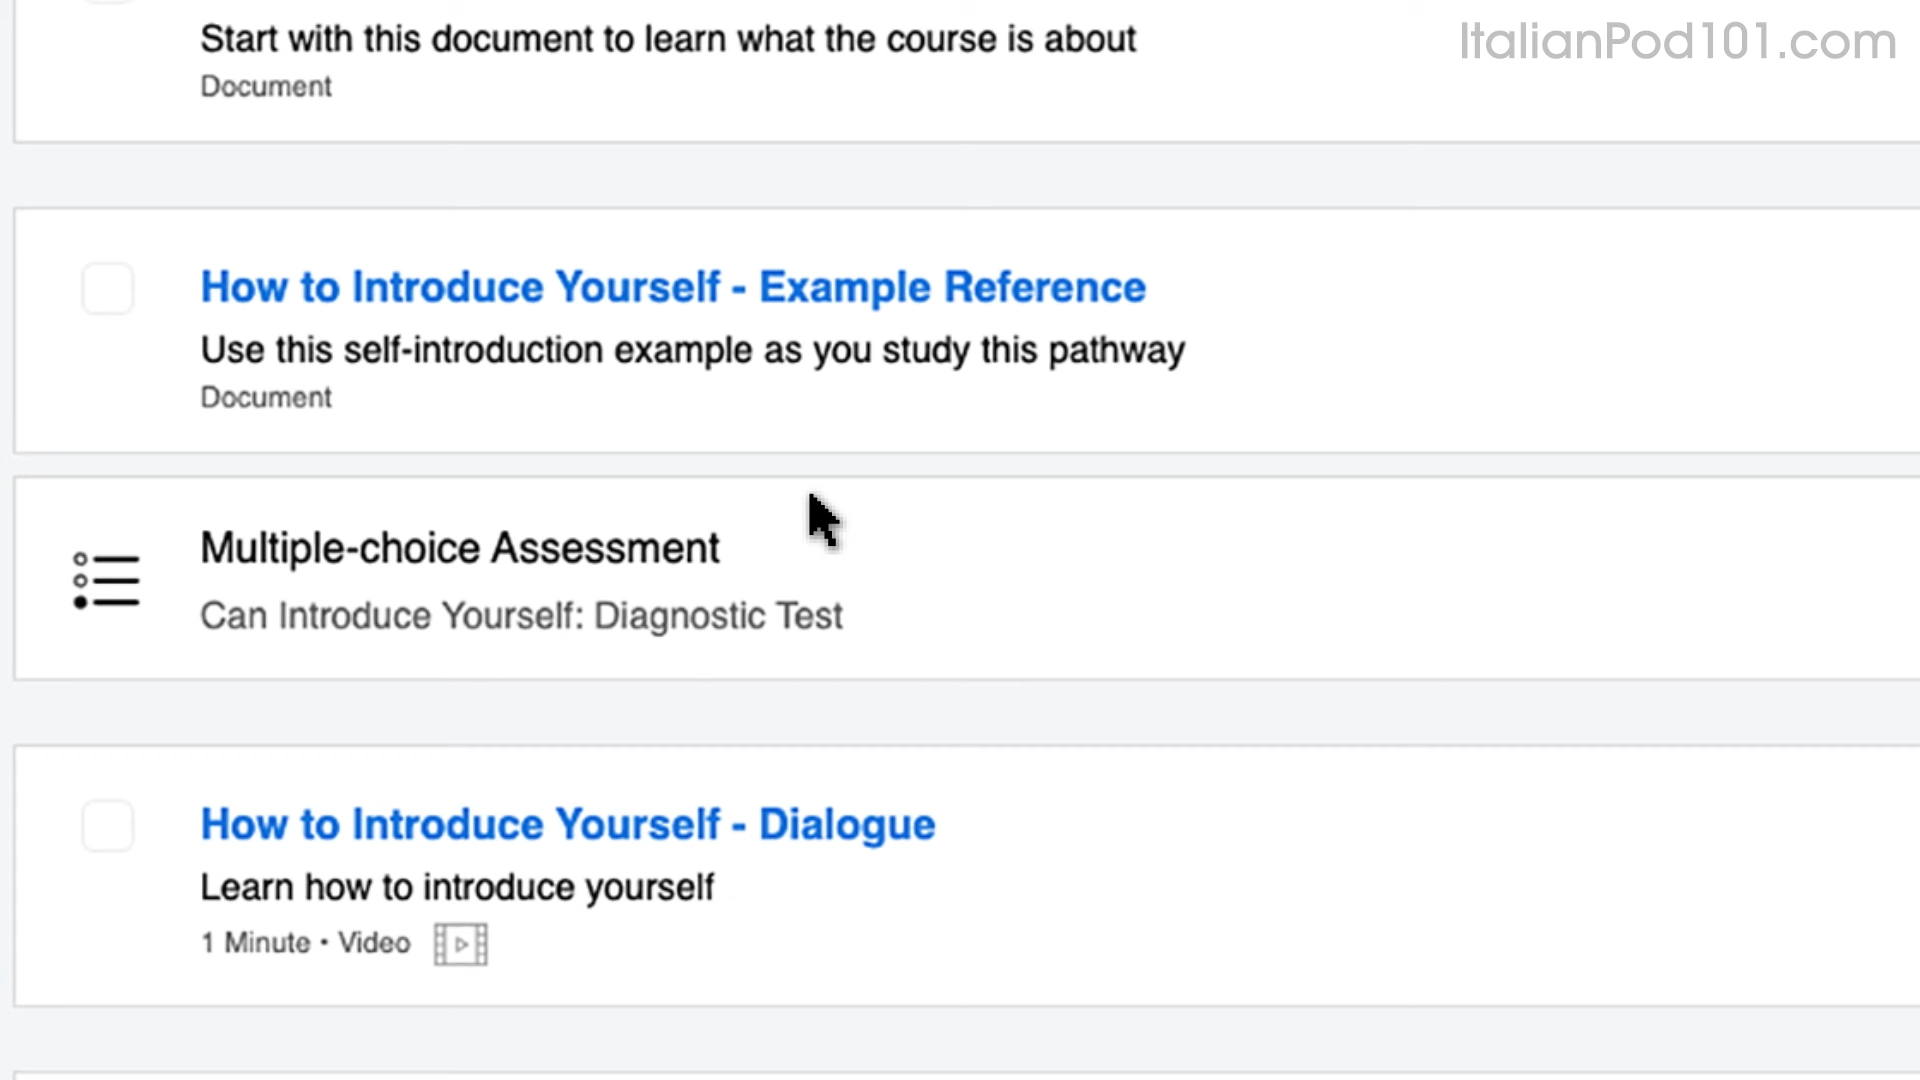 ItalianPod101.com
Start with this document to learn what the course is about
Document
How to Introduce Yourself - Example Reference
Use this self-introduction example as you study this pathway
Document
Multiple-choice Assessment
Can Introduce Yourself: Diagnostic Test
How to Introduce Yourself - Dialogue
Learn how to introduce yourself
1 Minute • Video